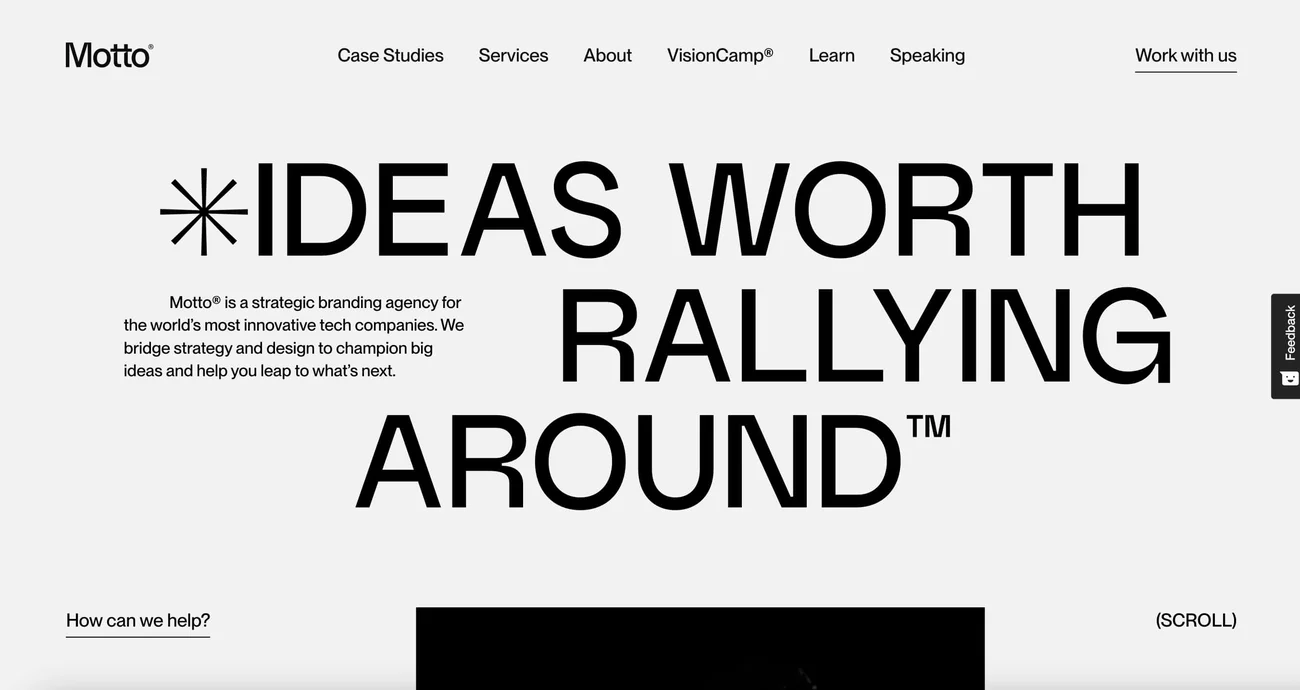 Motto®
Case Studies
Services
About
VisionCamp®
Learn
Speaking
Work with us
IDEAS WORTH
Motto® is a strategic branding agency for
the world’s most innovative tech companies. We
bridge strategy and design to champion big
ideas and help you leap to what’s next.
RALLYING
AROUND™
Feedback
How can we help?
(SCROLL)